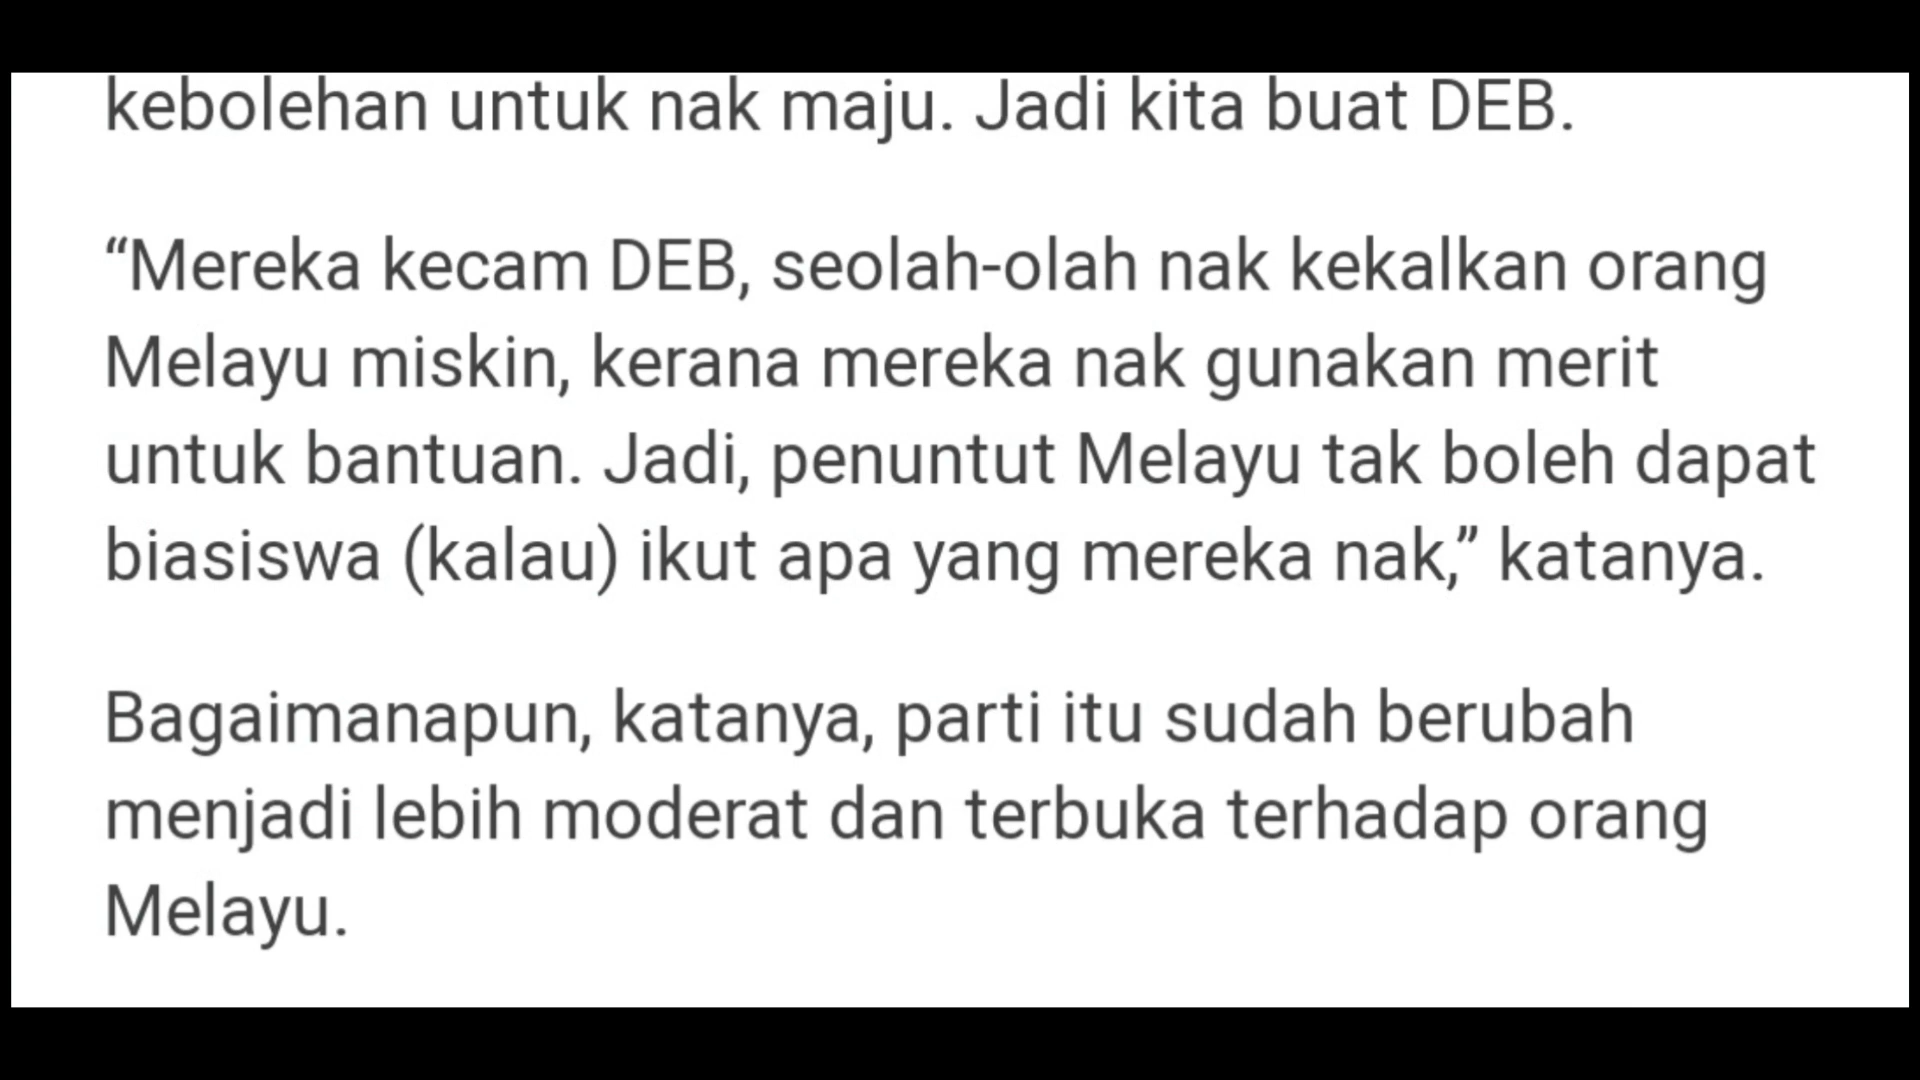 kebolehan untuk nak maju. Jadi kita buat DEB.
“Mereka kecam DEB, seolah-olah nak kekalkan orang
Melayu miskin, kerana mereka nak gunakan merit
untuk bantuan. Jadi, penuntut Melayu tak boleh dapat
biasiswa (kalau) ikut apa yang mereka nak,” katanya.
Bagaimanapun, katanya, parti itu sudah berubah
menjadi lebih moderat dan terbuka terhadap orang
Melayu.